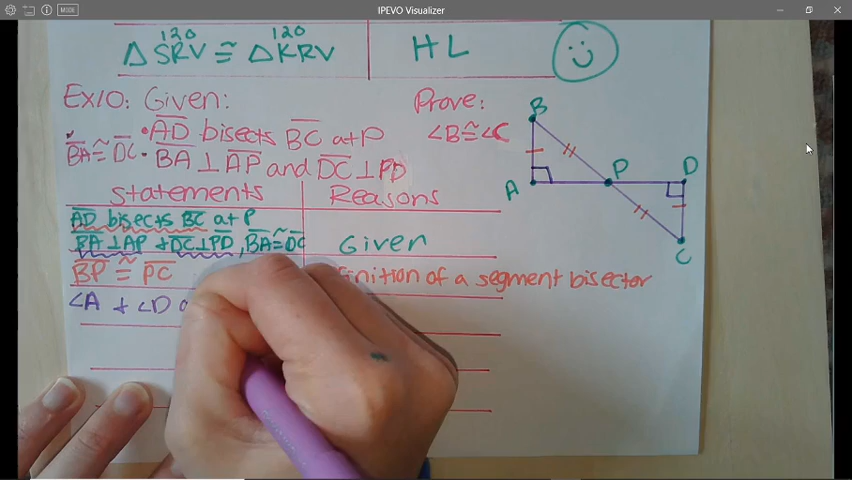 IPEVO Visualizer
MODE
120 120
△SRV ≅ △KRV HL
Ex10: Given:
• AD bisects BC at P
BA ≅ DC • BA ⊥ AP and DC ⊥ PD
Prove:
∠B≅∠C
B
P
D
A
C
Statements Reasons
AD bisects BC at P
BA ⊥ AP + DC ⊥ PD, BA ≅ DC Given
BP ≅ PC of a segment bisector
∠A + ∠D